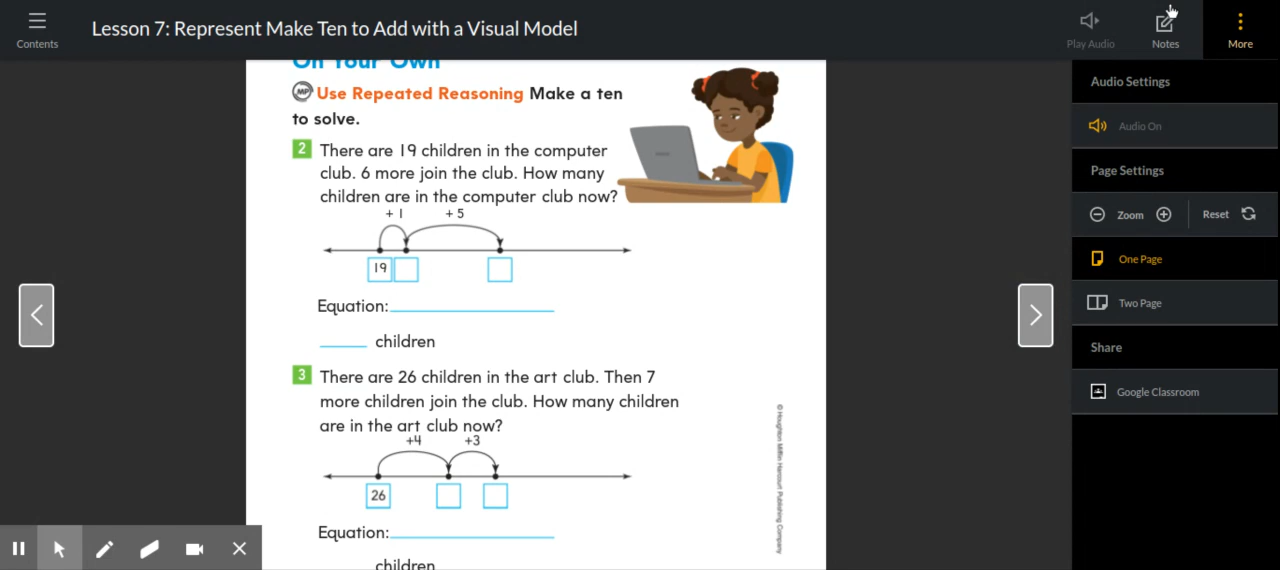 Contents
Lesson 7: Represent Make Ten to Add with a Visual Model
Play Audio
Notes
More
On Your Own
MP Use Repeated Reasoning Make a ten
to solve.
2 There are 19 children in the computer
club. 6 more join the club. How many
children are in the computer club now?
+ 1 + 5
19
Equation:
children
3 There are 26 children in the art club. Then 7
more children join the club. How many children
are in the art club now?
+4 +3
26
Equation:
children
© Houghton Mifflin Harcourt Publishing Company
Audio Settings
Audio On
Page Settings
Zoom Reset
One Page
Two Page
Share
Google Classroom